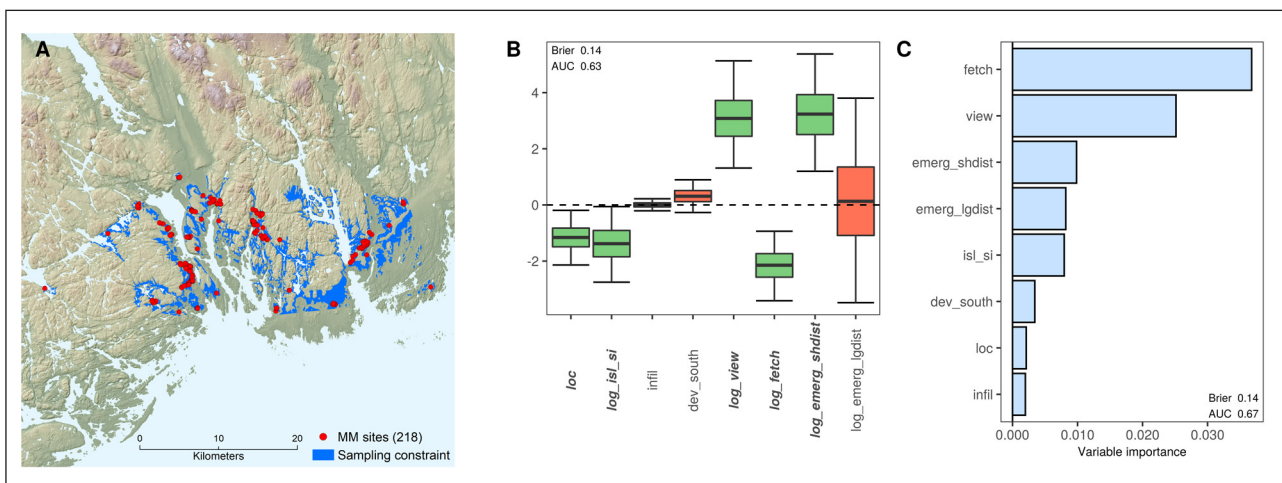 A
0
10
20
Kilometers
MM sites (218)
Sampling constraint
B
Brier 0.14
AUC 0.63
4
2
0
-2
loc
log_isl_si
infil
dev_south
log_view
log_fetch
log_emerg_shdist
log_emerg_lgdist
C
fetch
view
emerg_shdist
emerg_lgdist
isl_si
dev_south
loc
infil
Brier 0.14
AUC 0.67
0.000 0.010 0.020 0.030
Variable importance